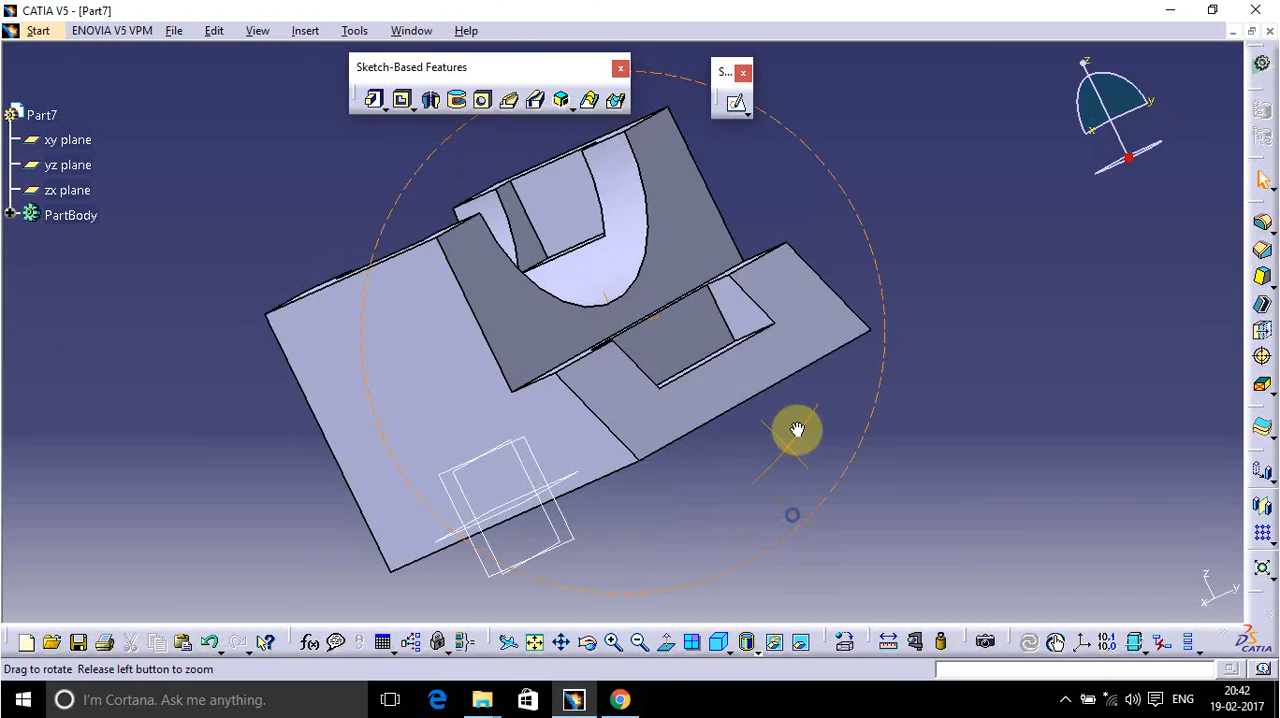 CATIA V5 - [Part7]
Start ENOVIA V5 VPM File Edit View Insert Tools Window Help
Sketch-Based Features
S...
Part7
xy plane
yz plane
zx plane
PartBody
z
y
x
z
y
x
f(x)
10,1
CATIA
Drag to rotate Release left button to zoom
I'm Cortana. Ask me anything.
ENG
20:42
19-02-2017